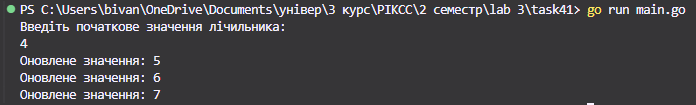 PS C:\Users\bivan\OneDrive\Documents\універ\3 курс\РІКСС\2 семестр\lab 3\task41> go run main.go
Введіть початкове значення лічильника:
4
Оновлене значення: 5
Оновлене значення: 6
Оновлене значення: 7